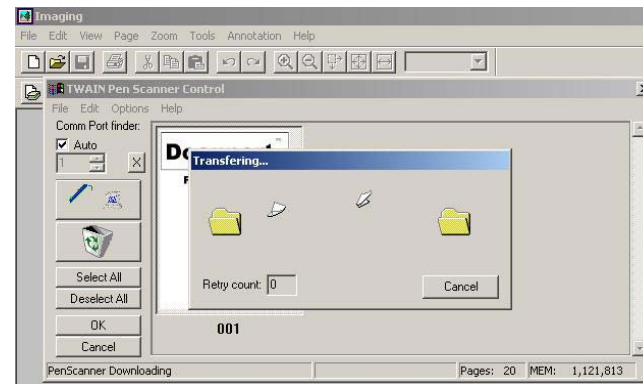 Imaging
File Edit View Page Zoom Tools Annotation Help
TWAIN Pen Scanner Control
File Edit Options Help
Comm Port finder:
Auto
1
X
Transfering...
Retry count: 0
Cancel
Select All
Deselect All
OK
Cancel
001
PenScanner Downloading
Pages: 20 MEM: 1,121,813